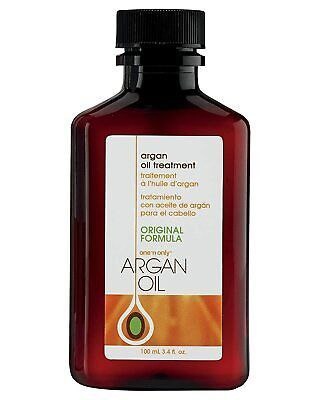 argan
oil treatment
traitement
à l'huile d'argan
tratamiento
con aceite de argán
para el cabello
ORIGINAL
FORMULA
one 'n only™
ARGAN
OIL
100 mL 3.4 fl. oz.